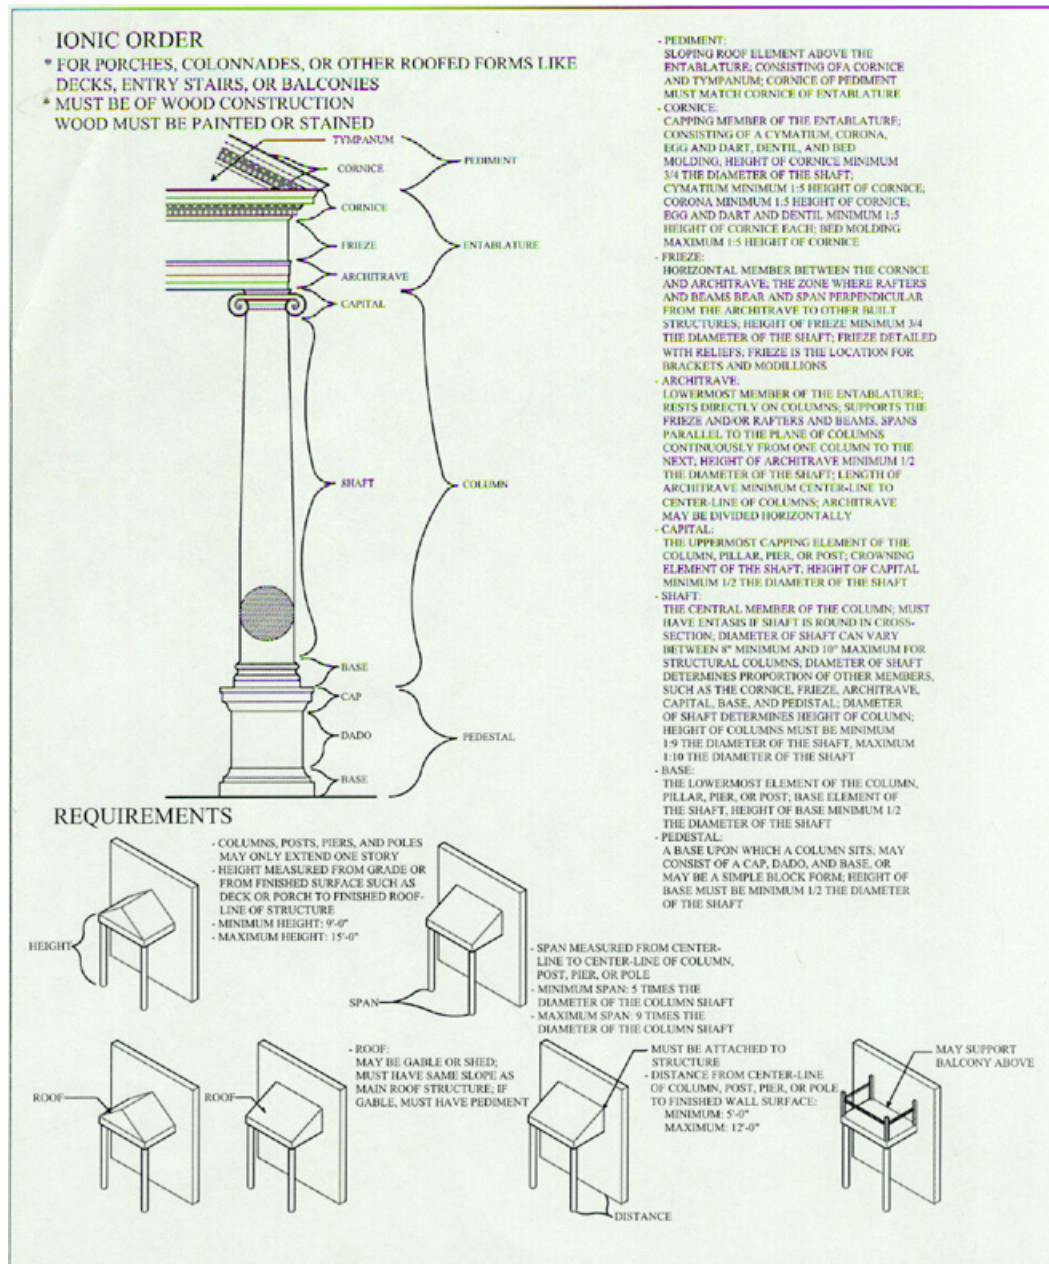 IONIC ORDER
* FOR PORCHES, COLONNADES, OR OTHER ROOFED FORMS LIKE
DECKS, ENTRY STAIRS, OR BALCONIES
* MUST BE OF WOOD CONSTRUCTION
WOOD MUST BE PAINTED OR STAINED
TYMPANUM
CORNICE
PEDIMENT
CORNICE
FRIEZE
ENTABLATURE
ARCHITRAVE
CAPITAL
SHAFT
COLUMN
BASE
CAP
DADO
PEDESTAL
BASE
- PEDIMENT:
SLOPING ROOF ELEMENT ABOVE THE
ENTABLATURE; CONSISTING OF A CORNICE
AND TYMPANUM; CORNICE OF PEDIMENT
MUST MATCH CORNICE OF ENTABLATURE
- CORNICE:
CAPPING MEMBER OF THE ENTABLATURE;
CONSISTING OF A CYMATIUM, CORONA,
EGG AND DART, DENTIL, AND BED
MOLDING; HEIGHT OF CORNICE MINIMUM
3/4 THE DIAMETER OF THE SHAFT;
CYMATIUM MINIMUM 1:5 HEIGHT OF CORNICE;
CORONA MINIMUM 1:5 HEIGHT OF CORNICE;
EGG AND DART AND DENTIL MINIMUM 1:5
HEIGHT OF CORNICE EACH; BED MOLDING
MAXIMUM 1:5 HEIGHT OF CORNICE
- FRIEZE:
HORIZONTAL MEMBER BETWEEN THE CORNICE
AND ARCHITRAVE; THE ZONE WHERE RAFTERS
AND BEAMS BEAR AND SPAN PERPENDICULAR
FROM THE ARCHITRAVE TO OTHER BUILT
STRUCTURES; HEIGHT OF FRIEZE MINIMUM 3/4
THE DIAMETER OF THE SHAFT; FRIEZE DETAILED
WITH RELIEFS; FRIEZE IS THE LOCATION FOR
BRACKETS AND MODILLIONS
- ARCHITRAVE:
LOWERMOST MEMBER OF THE ENTABLATURE;
RESTS DIRECTLY ON COLUMNS; SUPPORTS THE
FRIEZE AND/OR RAFTERS AND BEAMS. SPANS
PARALLEL TO THE PLANE OF COLUMNS
CONTINUOUSLY FROM ONE COLUMN TO THE
NEXT; HEIGHT OF ARCHITRAVE MINIMUM 1/2
THE DIAMETER OF THE SHAFT; LENGTH OF
ARCHITRAVE MINIMUM CENTER-LINE TO
CENTER-LINE OF COLUMNS; ARCHITRAVE
MAY BE DIVIDED HORIZONTALLY
- CAPITAL:
THE UPPERMOST CAPPING ELEMENT OF THE
COLUMN, PILLAR, PIER, OR POST; CROWNING
ELEMENT OF THE SHAFT; HEIGHT OF CAPITAL
MINIMUM 1/2 THE DIAMETER OF THE SHAFT
- SHAFT:
THE CENTRAL MEMBER OF THE COLUMN; MUST
HAVE ENTASIS IF SHAFT IS ROUND IN CROSS-
SECTION; DIAMETER OF SHAFT CAN VARY
BETWEEN 8" MINIMUM AND 10" MAXIMUM FOR
STRUCTURAL COLUMNS; DIAMETER OF SHAFT
DETERMINES PROPORTION OF OTHER MEMBERS,
SUCH AS THE CORNICE, FRIEZE, ARCHITRAVE,
CAPITAL, BASE, AND PEDISTAL; DIAMETER
OF SHAFT DETERMINES HEIGHT OF COLUMN;
HEIGHT OF COLUMNS MUST BE MINIMUM
1:9 THE DIAMETER OF THE SHAFT, MAXIMUM
1:10 THE DIAMETER OF THE SHAFT
- BASE:
THE LOWERMOST ELEMENT OF THE COLUMN,
PILLAR, PIER, OR POST; BASE ELEMENT OF
THE SHAFT, HEIGHT OF BASE MINIMUM 1/2
THE DIAMETER OF THE SHAFT
- PEDESTAL:
A BASE UPON WHICH A COLUMN SITS; MAY
CONSIST OF A CAP, DADO, AND BASE, OR
MAY BE A SIMPLE BLOCK FORM; HEIGHT OF
BASE MUST BE MINIMUM 1/2 THE DIAMETER
OF THE SHAFT
REQUIREMENTS
- COLUMNS, POSTS, PIERS, AND POLES
MAY ONLY EXTEND ONE STORY
- HEIGHT MEASURED FROM GRADE OR
FROM FINISHED SURFACE SUCH AS
DECK OR PORCH TO FINISHED ROOF-
LINE OF STRUCTURE
- MINIMUM HEIGHT: 9'-0"
- MAXIMUM HEIGHT: 15'-0"
HEIGHT
- SPAN MEASURED FROM CENTER-
LINE TO CENTER-LINE OF COLUMN,
POST, PIER, OR POLE
- MINIMUM SPAN: 5 TIMES THE
DIAMETER OF THE COLUMN SHAFT
- MAXIMUM SPAN: 9 TIMES THE
DIAMETER OF THE COLUMN SHAFT
SPAN
ROOF
ROOF
- ROOF:
MAY BE GABLE OR SHED;
MUST HAVE SAME SLOPE AS
MAIN ROOF STRUCTURE; IF
GABLE, MUST HAVE PEDIMENT
- MUST BE ATTACHED TO
STRUCTURE
- DISTANCE FROM CENTER-LINE
OF COLUMN, POST, PIER, OR POLE
TO FINISHED WALL SURFACE:
MINIMUM: 5'-0"
MAXIMUM: 12'-0"
DISTANCE
- MAY SUPPORT
BALCONY ABOVE